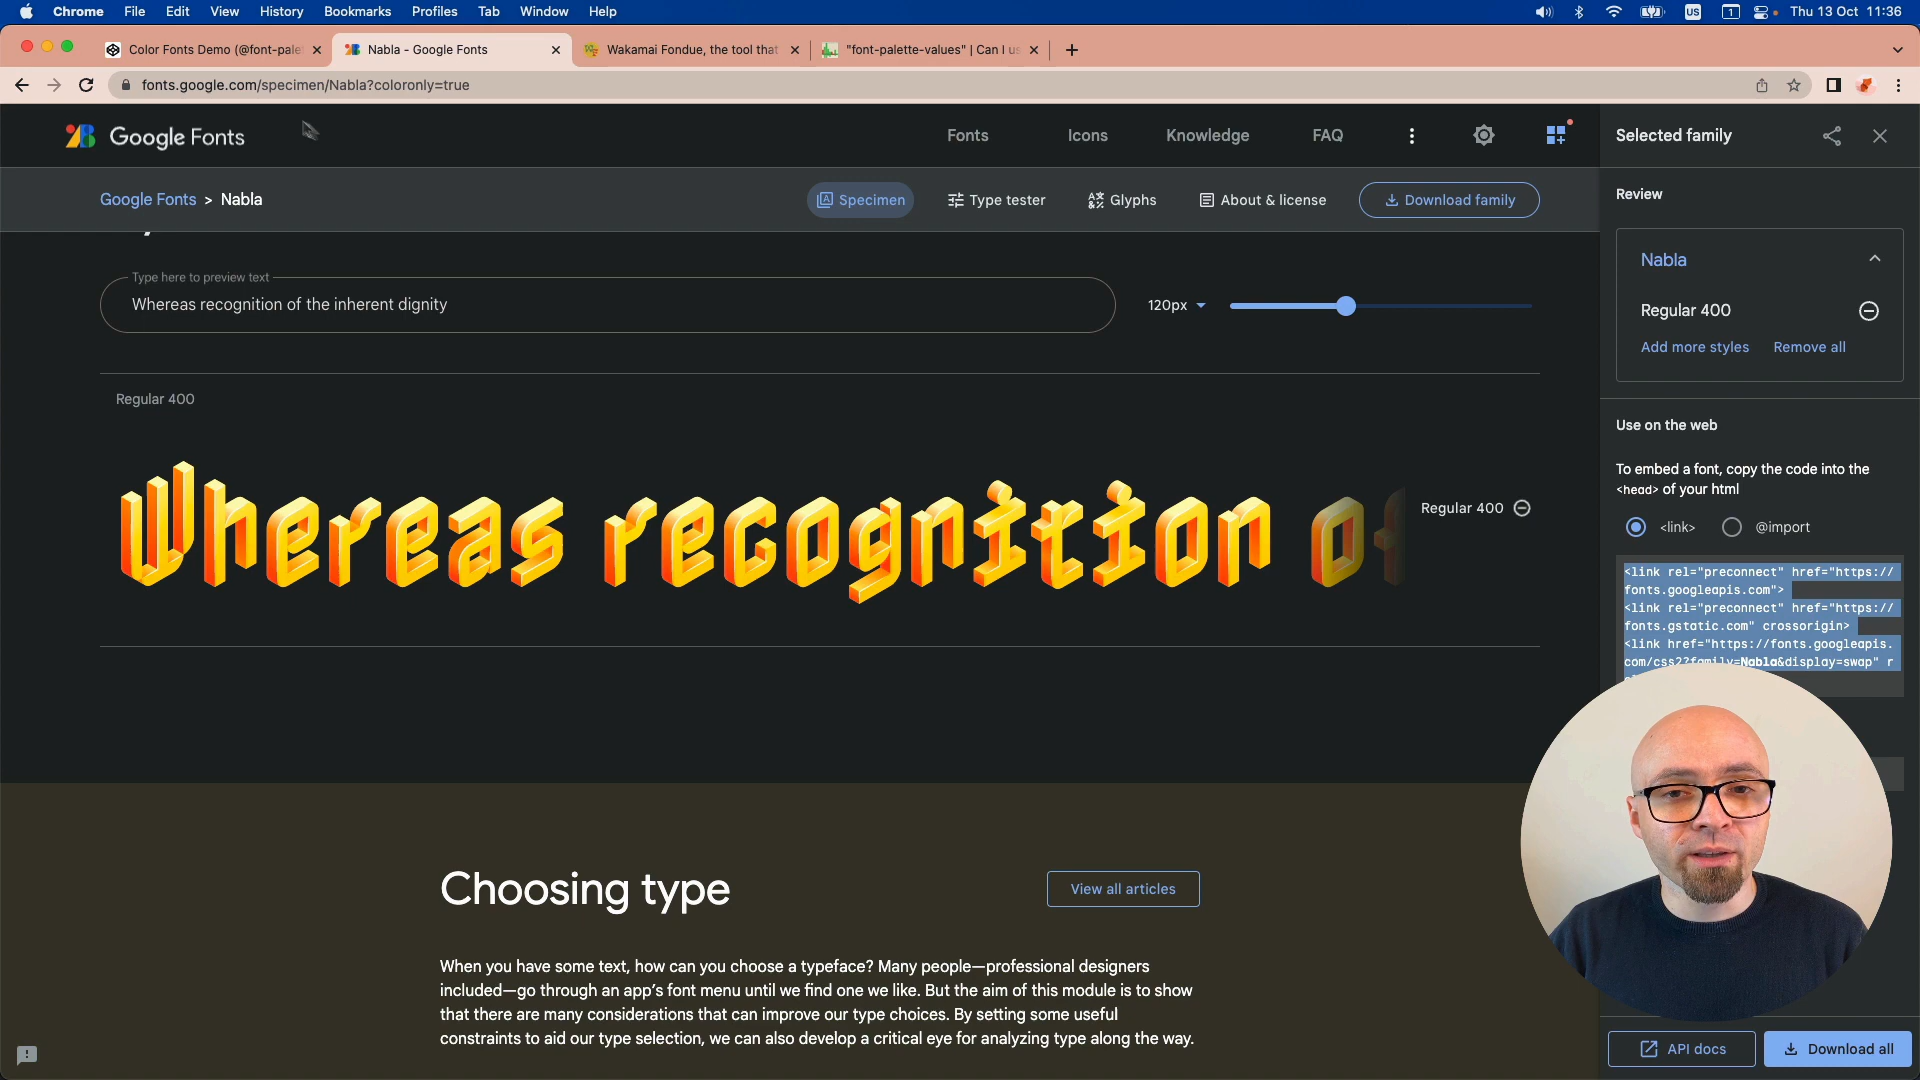 Chrome File Edit View History Bookmarks Profiles Tab Window Help US 1 Thu 13 Oct 11:36
Color Fonts Demo (@font-pale Nabla - Google Fonts Wakamai Fondue, the tool that "font-palette-values" | Can I us
fonts.google.com/specimen/Nabla?coloronly=true
Google Fonts Fonts Icons Knowledge FAQ
Google Fonts > Nabla Specimen Type tester Glyphs About & license Download family
Type here to preview text
Whereas recognition of the inherent dignity 120px
Regular 400
Whereas recognition of
Regular 400
Choosing type View all articles
When you have some text, how can you choose a typeface? Many people—professional designers
included—go through an app's font menu until we find one we like. But the aim of this module is to show
that there are many considerations that can improve our type choices. By setting some useful
constraints to aid our type selection, we can also develop a critical eye for analyzing type along the way.
Selected family
Review
Nabla
Regular 400
Add more styles Remove all
Use on the web
To embed a font, copy the code into the
<head> of your html
<link> @import
<link rel="preconnect" href="https://
fonts.googleapis.com">
<link rel="preconnect" href="https://
fonts.gstatic.com" crossorigin>
<link href="https://fonts.googleapis.
com/css2?family=Nabla&display=swap" r
API docs Download all